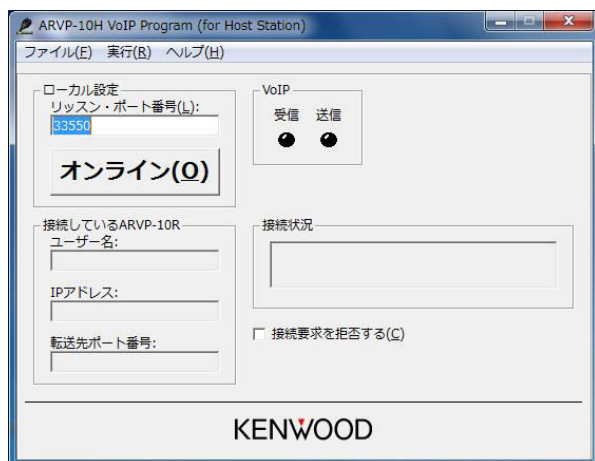 ARVP-10H VoIP Program (for Host Station)
ファイル(F) 実行(R) ヘルプ(H)
ローカル設定
リッスン・ポート番号(L):
33550
オンライン(O)
VoIP
受信 送信
接続しているARVP-10R
ユーザー名:
IPアドレス:
転送先ポート番号:
接続状況
接続要求を拒否する(C)
KENWOOD